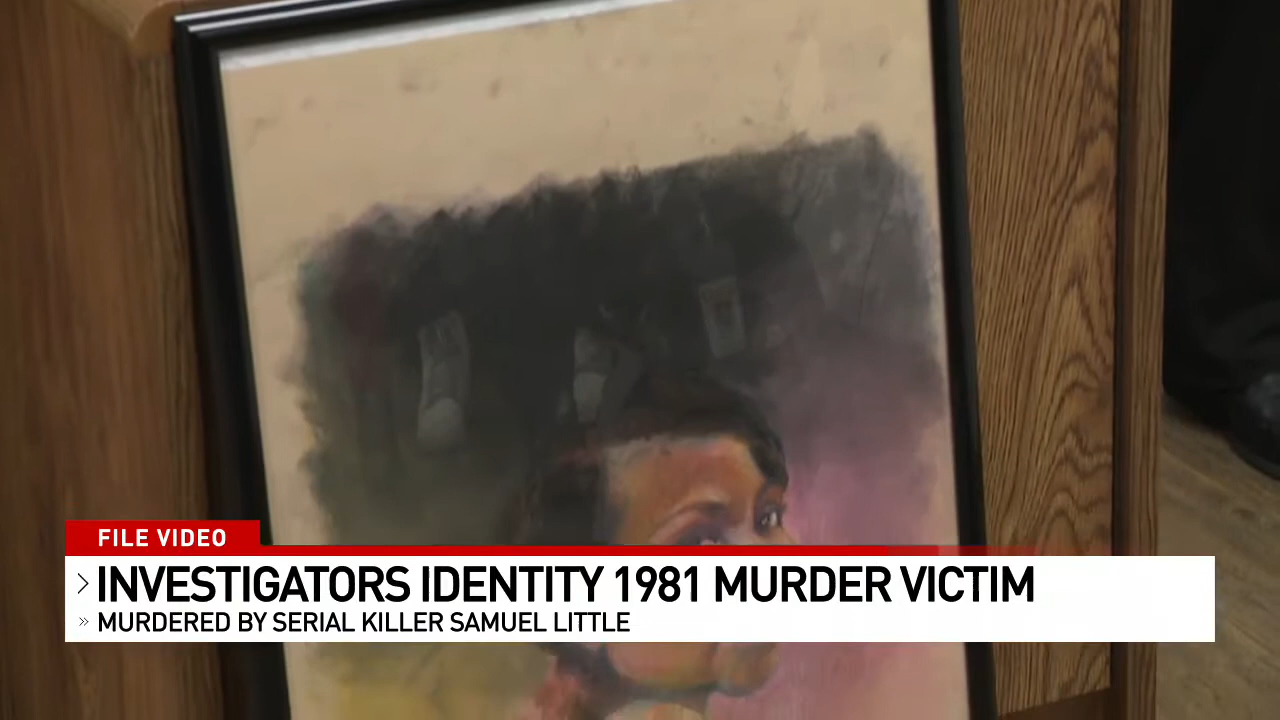 FILE VIDEO
INVESTIGATORS IDENTITY 1981 MURDER VICTIM
MURDERED BY SERIAL KILLER SAMUEL LITTLE